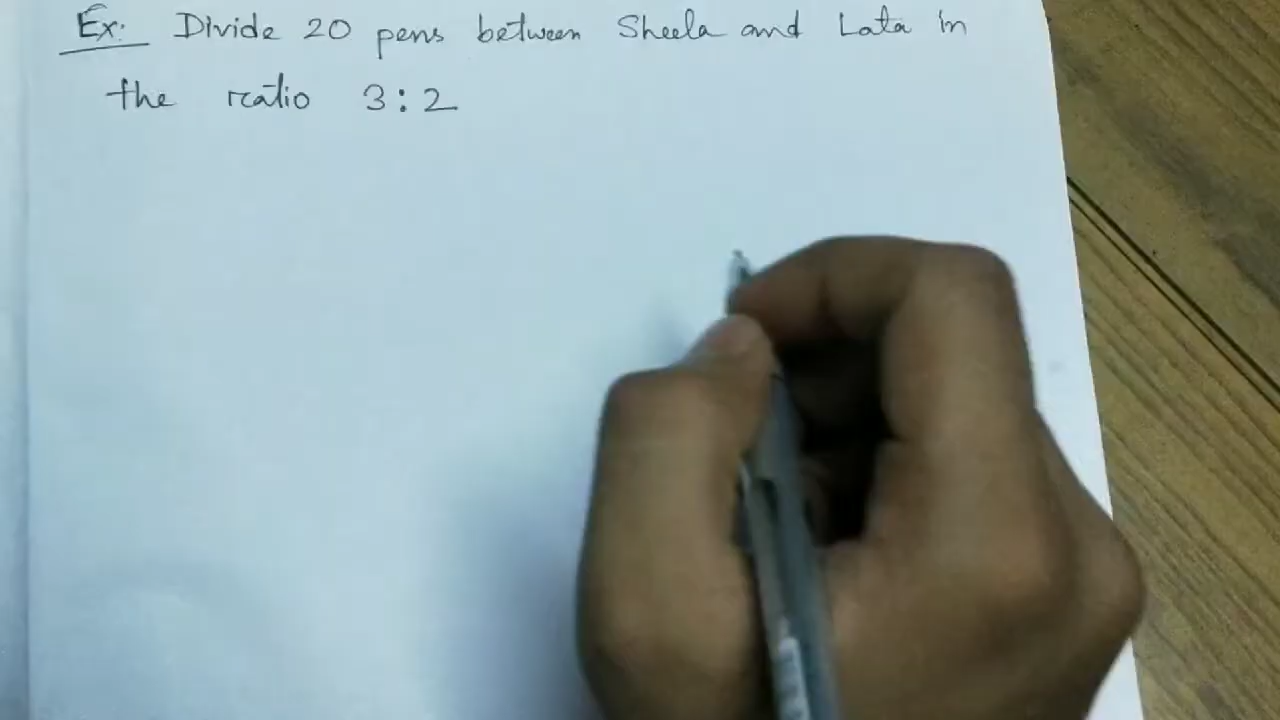 Ex: Divide 20 pens between Sheela and Lata in
the ratio 3:2